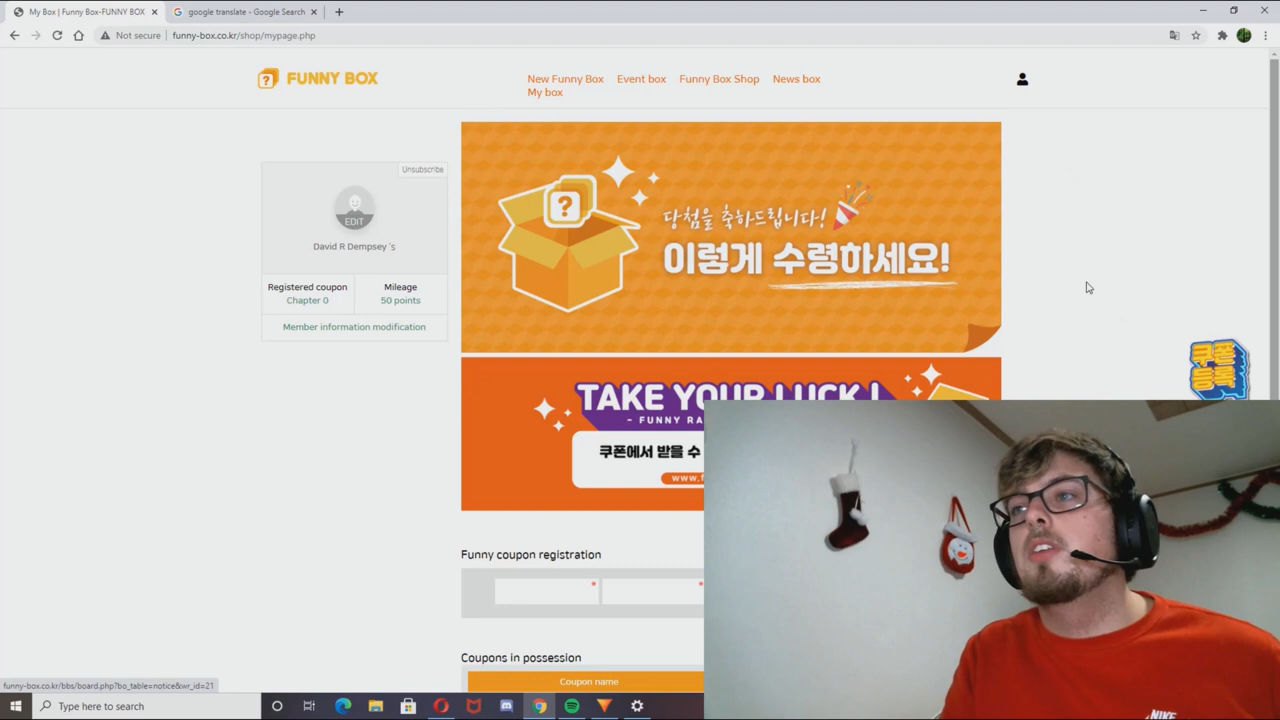 My Box | Funny Box-FUNNY BOX
google translate - Google Search
Not secure
funny-box.co.kr/shop/mypage.php
FUNNY BOX
New Funny Box
Event box
Funny Box Shop
News box
My box
Unsubscribe
EDIT
David R Dempsey 's
Registered coupon
Chapter 0
Mileage
50 points
Member information modification
?
당첨을 축하드립니다!
이렇게 수령하세요!
쿠폰
등록
TAKE YOUR LUCK !
- FUNNY RA
쿠폰에서 받을 수
www.f
Funny coupon registration
*
*
Coupons in possession
Coupon name
funny-box.co.kr/bbs/board.php?bo_table=notice&wr_id=21
Type here to search
NIKE